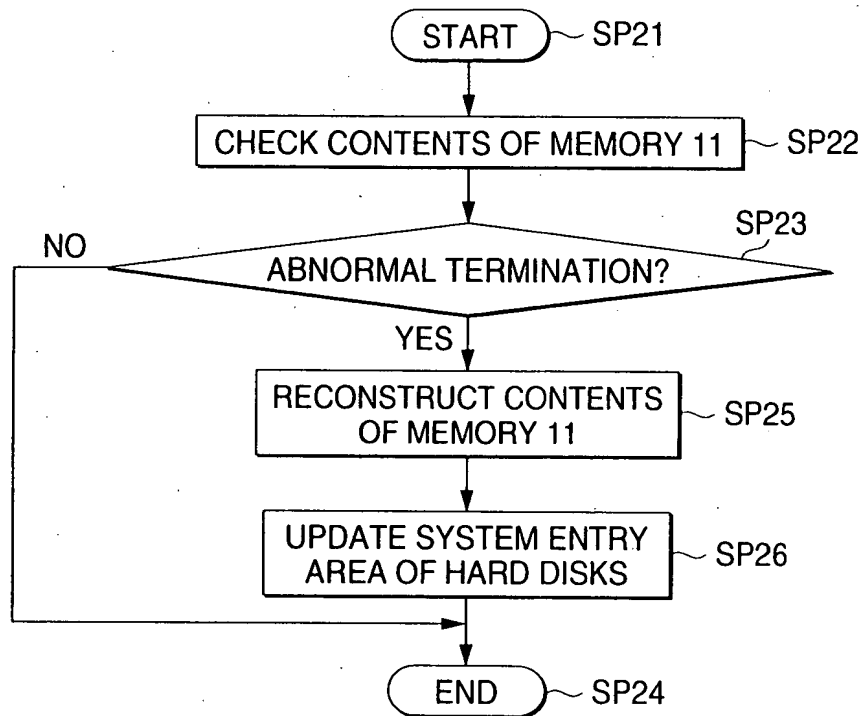 START
SP21
CHECK CONTENTS OF MEMORY 11
SP22
SP23
NO
ABNORMAL TERMINATION?
YES
RECONSTRUCT CONTENTS
OF MEMORY 11
SP25
UPDATE SYSTEM ENTRY
AREA OF HARD DISKS
SP26
END
SP24